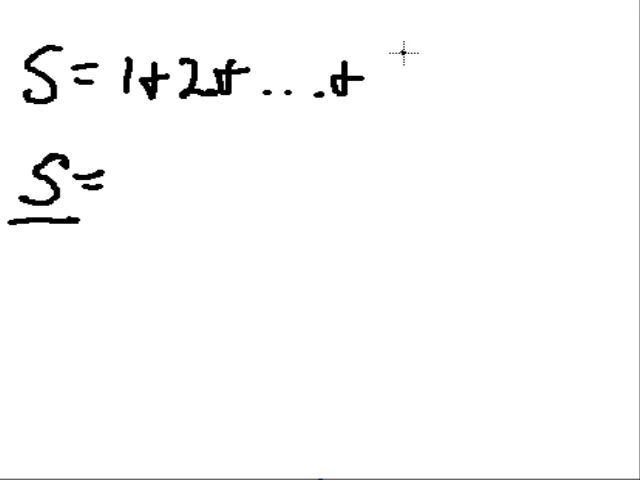 S = 1 + 2 + . . . +
S =